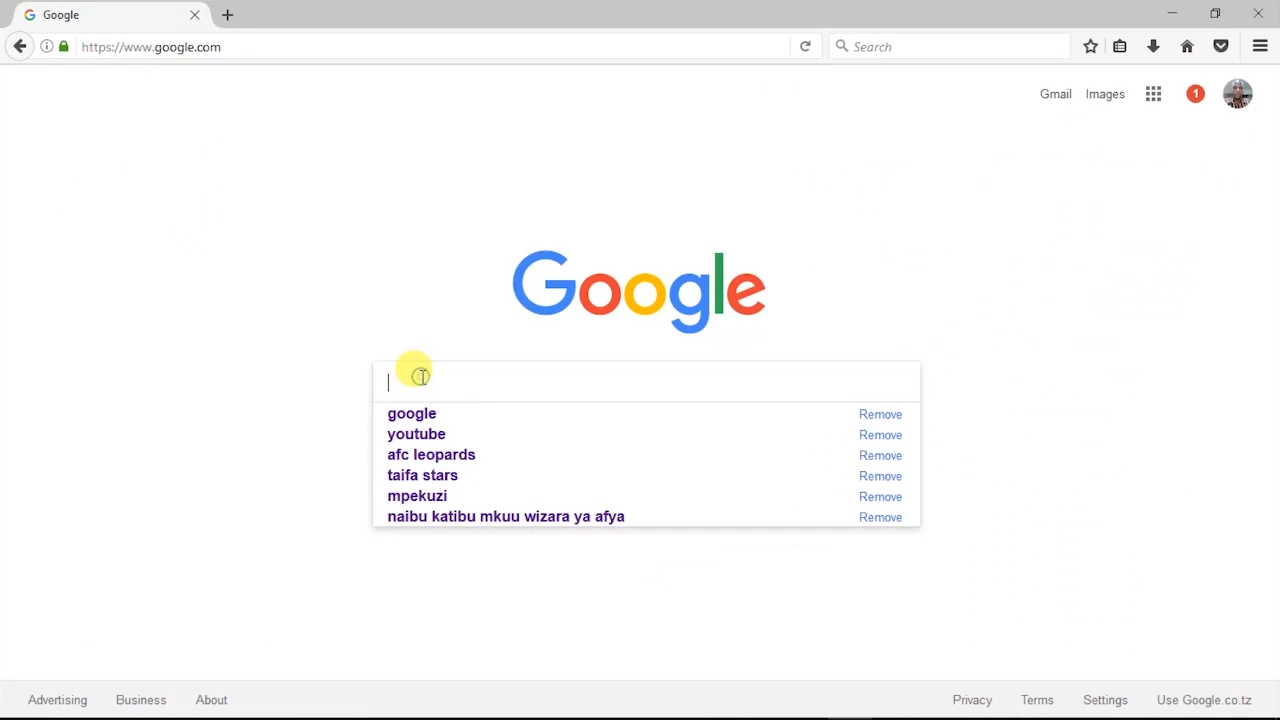 Google
https://www.google.com
Search
Gmail
Images
1
Google
google Remove
youtube Remove
afc leopards Remove
taifa stars Remove
mpekuzi Remove
naibu katibu mkuu wizara ya afya Remove
Advertising
Business
About
Privacy
Terms
Settings
Use Google.co.tz